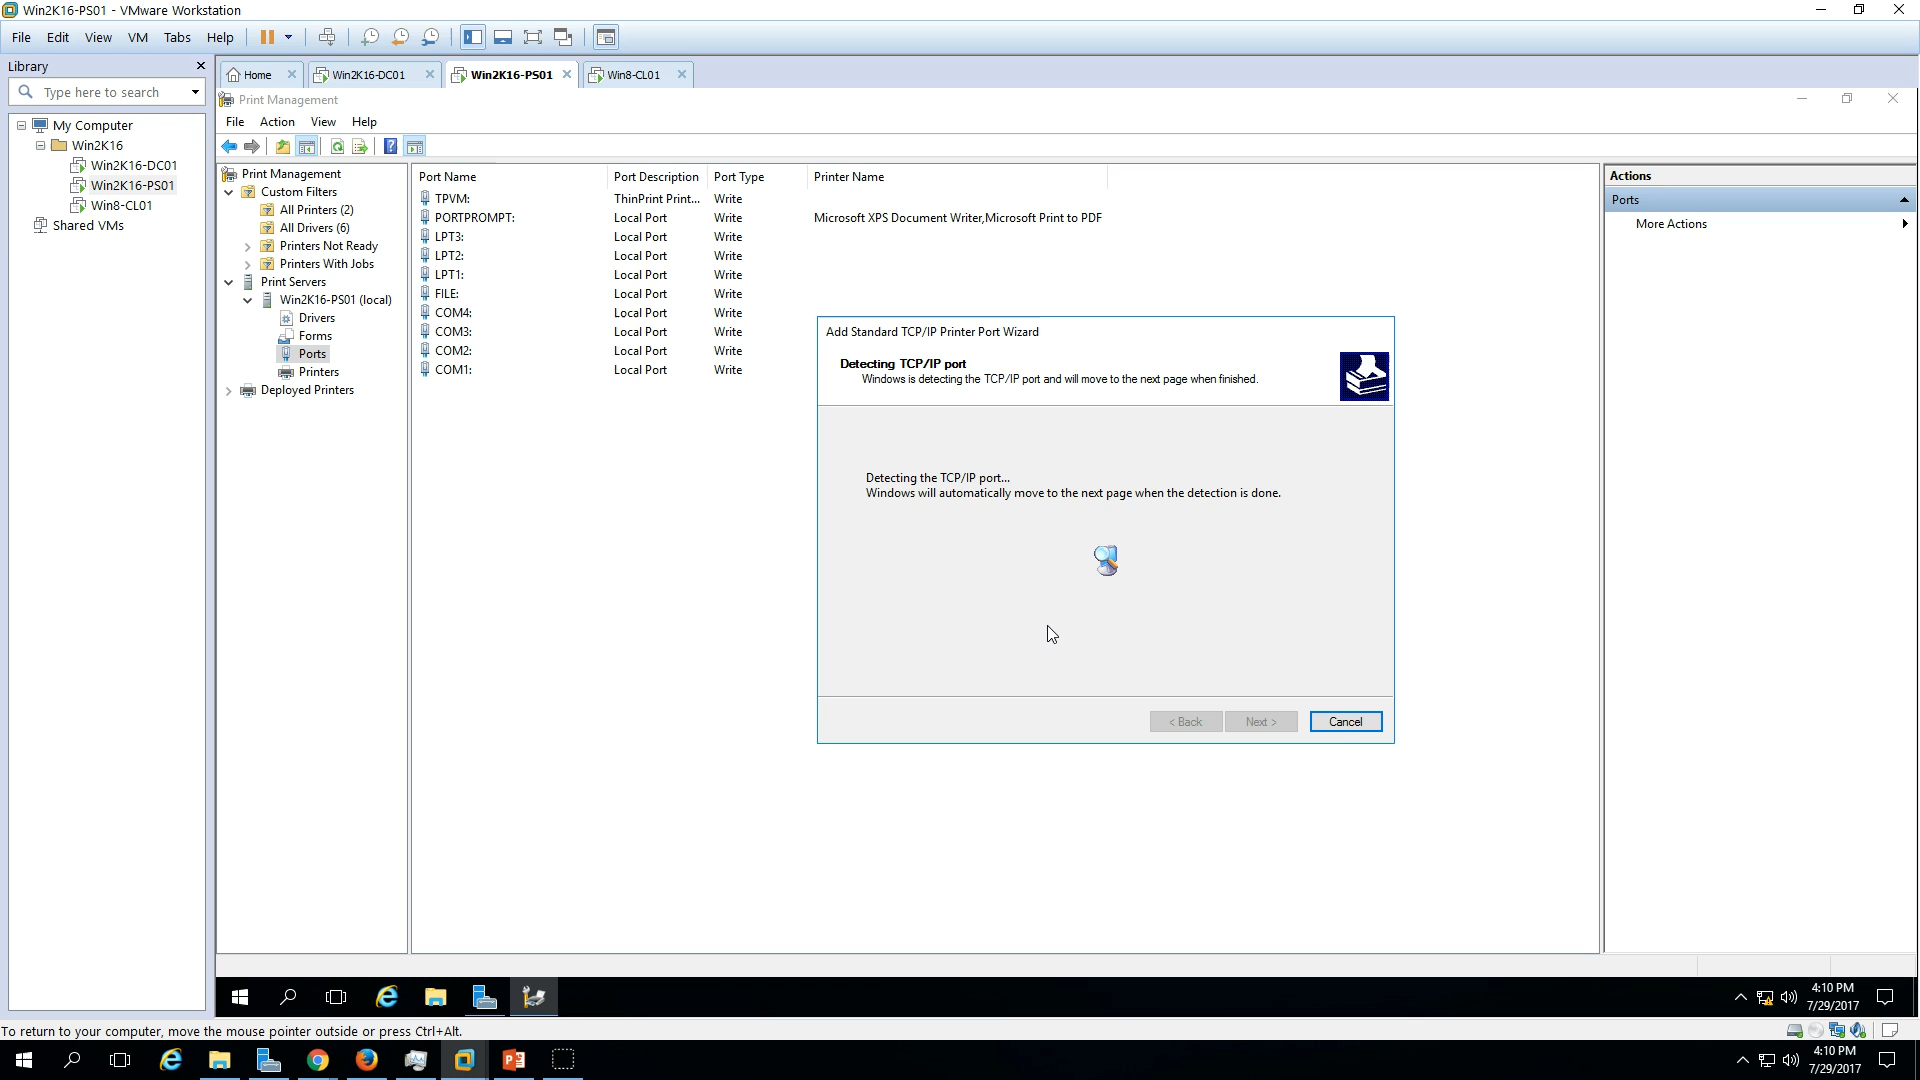 Win2K16-PS01 - VMware Workstation
File Edit View VM Tabs Help
Library
Type here to search
My Computer
Win2K16
Win2K16-DC01
Win2K16-PS01
Win8-CL01
Shared VMs
Home Win2K16-DC01 Win2K16-PS01 Win8-CL01
Print Management
File Action View Help
Print Management
Custom Filters
All Printers (2)
All Drivers (6)
Printers Not Ready
Printers With Jobs
Print Servers
Win2K16-PS01 (local)
Drivers
Forms
Ports
Printers
Deployed Printers
Port Name Port Description Port Type Printer Name
TPVM: ThinPrint Print... Write
PORTPROMPT: Local Port Write Microsoft XPS Document Writer,Microsoft Print to PDF
LPT3: Local Port Write
LPT2: Local Port Write
LPT1: Local Port Write
FILE: Local Port Write
COM4: Local Port Write
COM3: Local Port Write
COM2: Local Port Write
COM1: Local Port Write
Add Standard TCP/IP Printer Port Wizard
Detecting TCP/IP port
Windows is detecting the TCP/IP port and will move to the next page when finished.
Detecting the TCP/IP port...
Windows will automatically move to the next page when the detection is done.
< Back Next > Cancel
Actions
Ports
More Actions
4:10 PM
7/29/2017
To return to your computer, move the mouse pointer outside or press Ctrl+Alt.
4:10 PM
7/29/2017